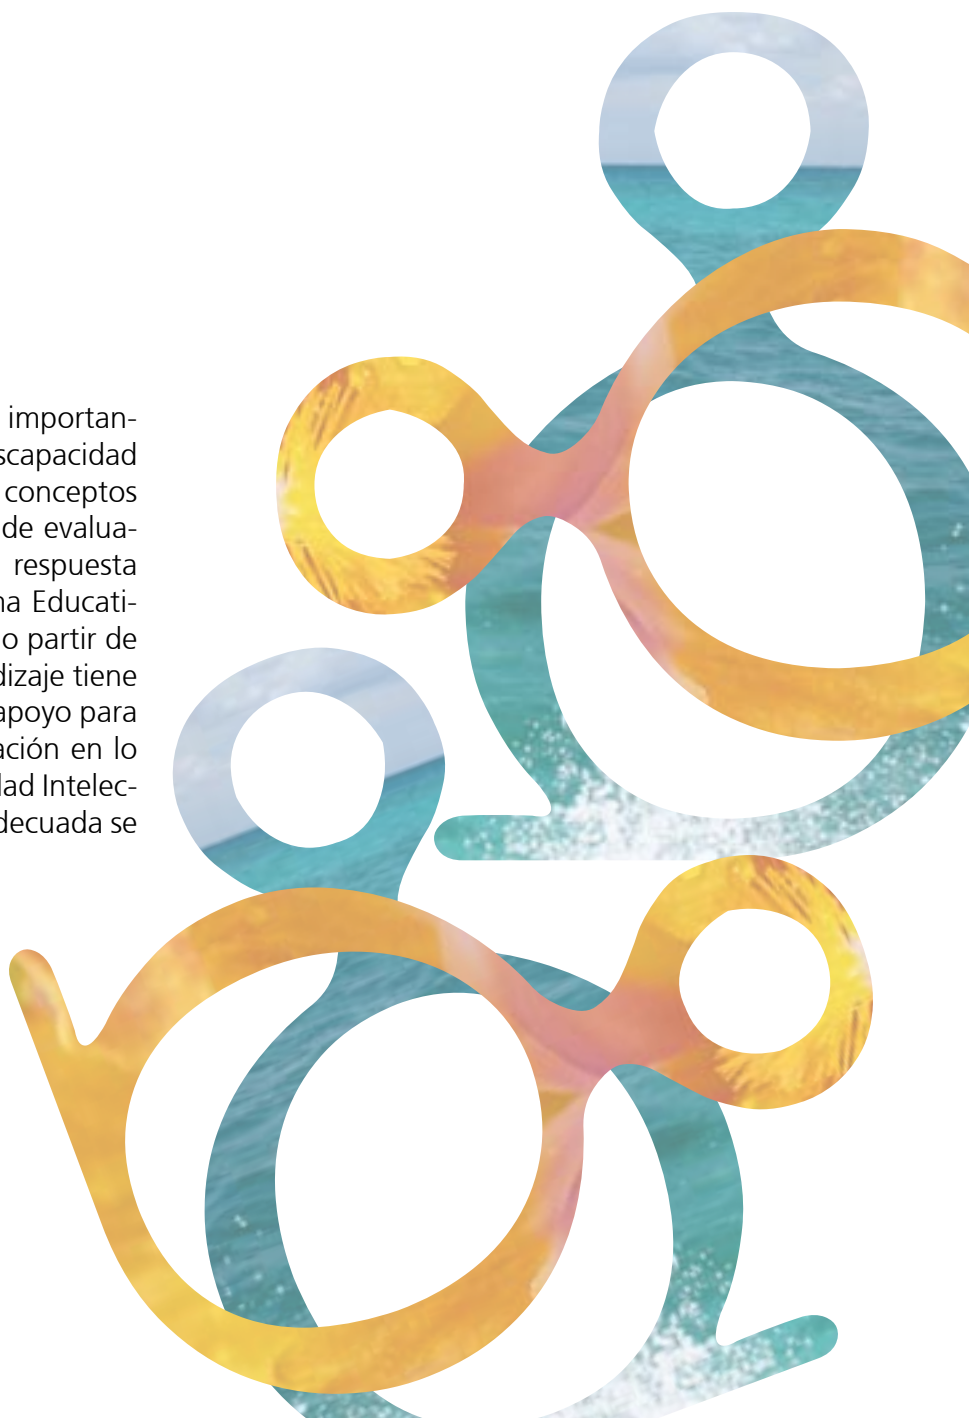 importan-
scapacidad
conceptos
de evalua-
respuesta
na Educati-
o partir de
dizaje tiene
apoyo para
ación en lo
dad Intelec-
decuada se